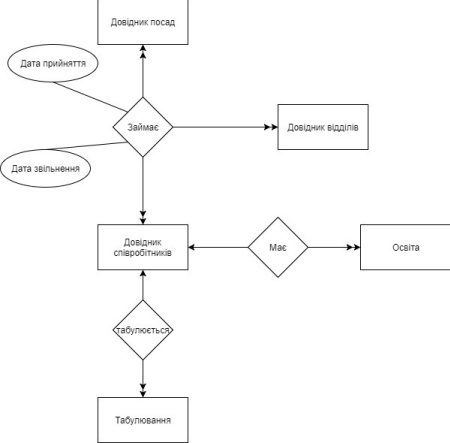 Довідник посад
Дата прийняття
Займає
Довідник відділів
Дата звільнення
Довідник
співробітників
Має
Освіта
табулюється
Табулювання